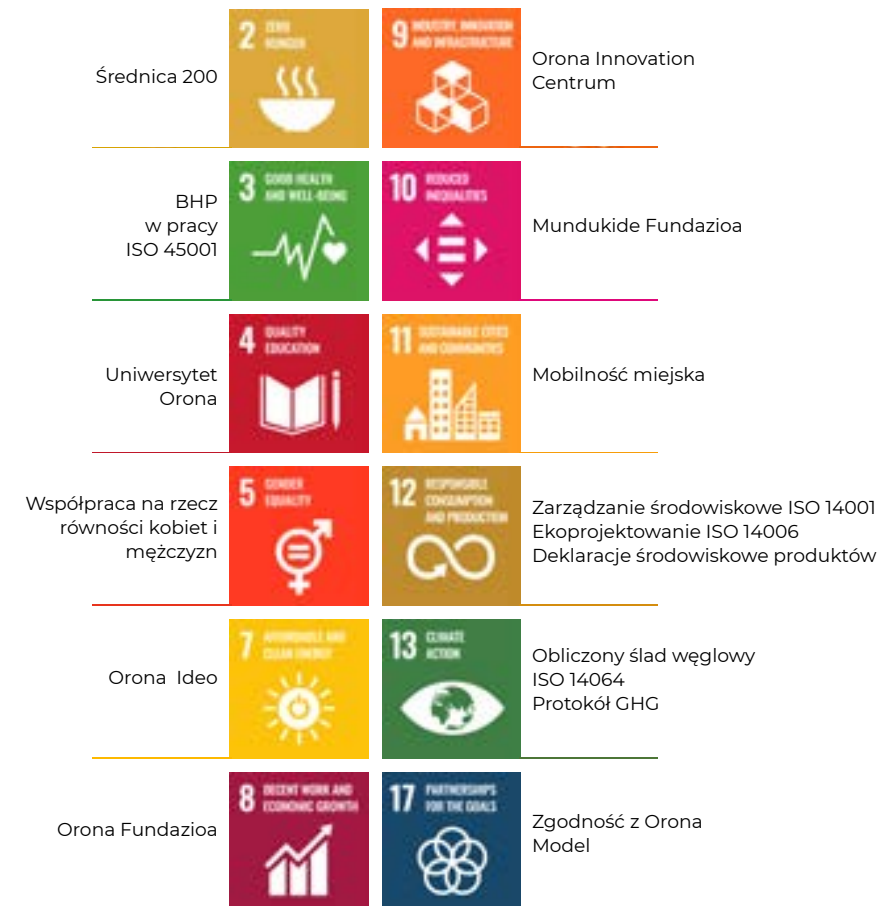 Średnica 200
2 ZERO
HUNGER
9 INDUSTRY, INNOVATION
AND INFRASTRUCTURE
Orona Innovation
Centrum
BHP
w pracy
ISO 45001
3 GOOD HEALTH
AND WELL-BEING
10 REDUCED
INEQUALITIES
Mundukide Fundazioa
Uniwersytet
Orona
4 QUALITY
EDUCATION
11 SUSTAINABLE CITIES
AND COMMUNITIES
Mobilność miejska
Współpraca na rzecz
równości kobiet i
mężczyzn
5 GENDER
EQUALITY
12 RESPONSIBLE
CONSUMPTION
AND PRODUCTION
Zarządzanie środowiskowe ISO 14001
Ekoprojektowanie ISO 14006
Deklaracje środowiskowe produktów
Orona Ideo
7 AFFORDABLE AND
CLEAN ENERGY
13 CLIMATE
ACTION
Obliczony ślad węglowy
ISO 14064
Protokół GHG
Orona Fundazioa
8 DECENT WORK AND
ECONOMIC GROWTH
17 PARTNERSHIPS
FOR THE GOALS
Zgodność z Orona
Model